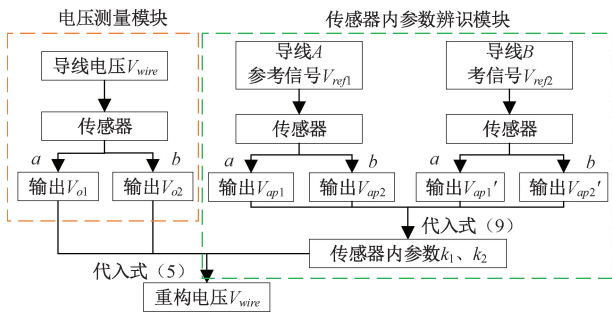 电压测量模块
传感器内参数辨识模块
导线电压Vwire
传感器
a
b
输出Vo1
输出Vo2
导线A
参考信号Vref1
传感器
a
b
输出Vap1
输出Vap2
导线B
考信号Vref2
传感器
a
b
输出Vap1′
输出Vap2′
代入式（9）
传感器内参数k1、k2
代入式（5）
重构电压Vwire